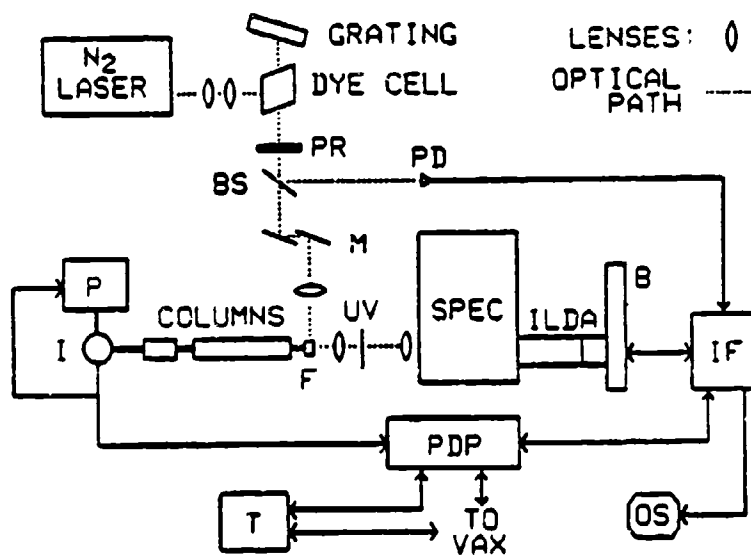 GRATING
N2
LASER
DYE CELL
LENSES:
OPTICAL
PATH
PR
PD
BS
M
P
COLUMNS
UV
SPEC
ILDA
B
I
F
IF
PDP
T
TO
VAX
OS